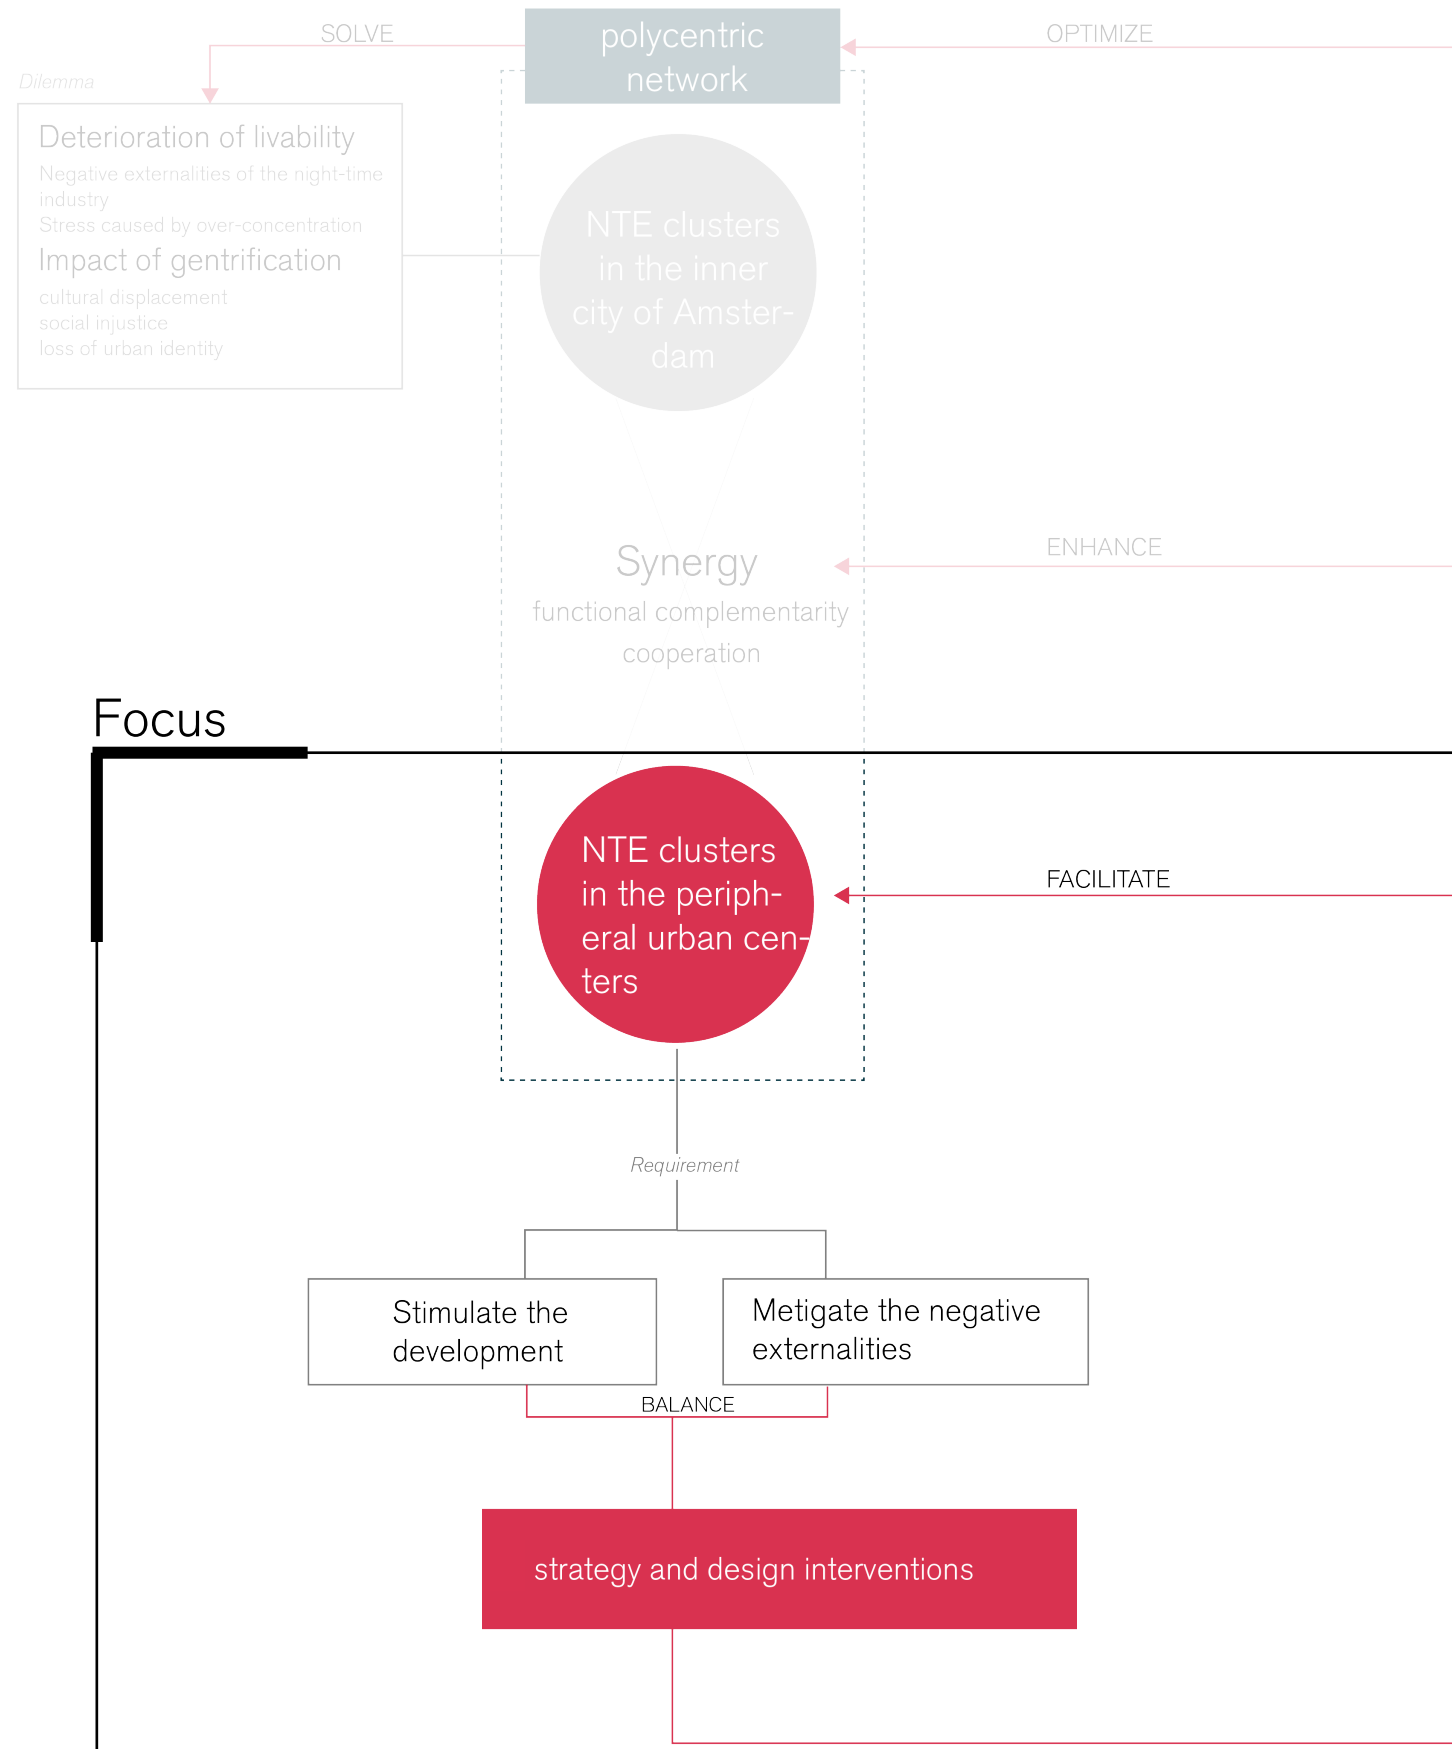 SOLVE
polycentric
network
OPTIMIZE
Dilemma
Deterioration of livability
Negative externalities of the night-time
industry
Stress caused by over-concentration
Impact of gentrification
cultural displacement
social injustice
loss of urban identity
NTE clusters
in the inner
city of Amster-
dam
Synergy
functional complementarity
cooperation
ENHANCE
Focus
NTE clusters
in the periph-
eral urban cen-
ters
FACILITATE
Requirement
Stimulate the
development
Metigate the negative
externalities
BALANCE
strategy and design interventions